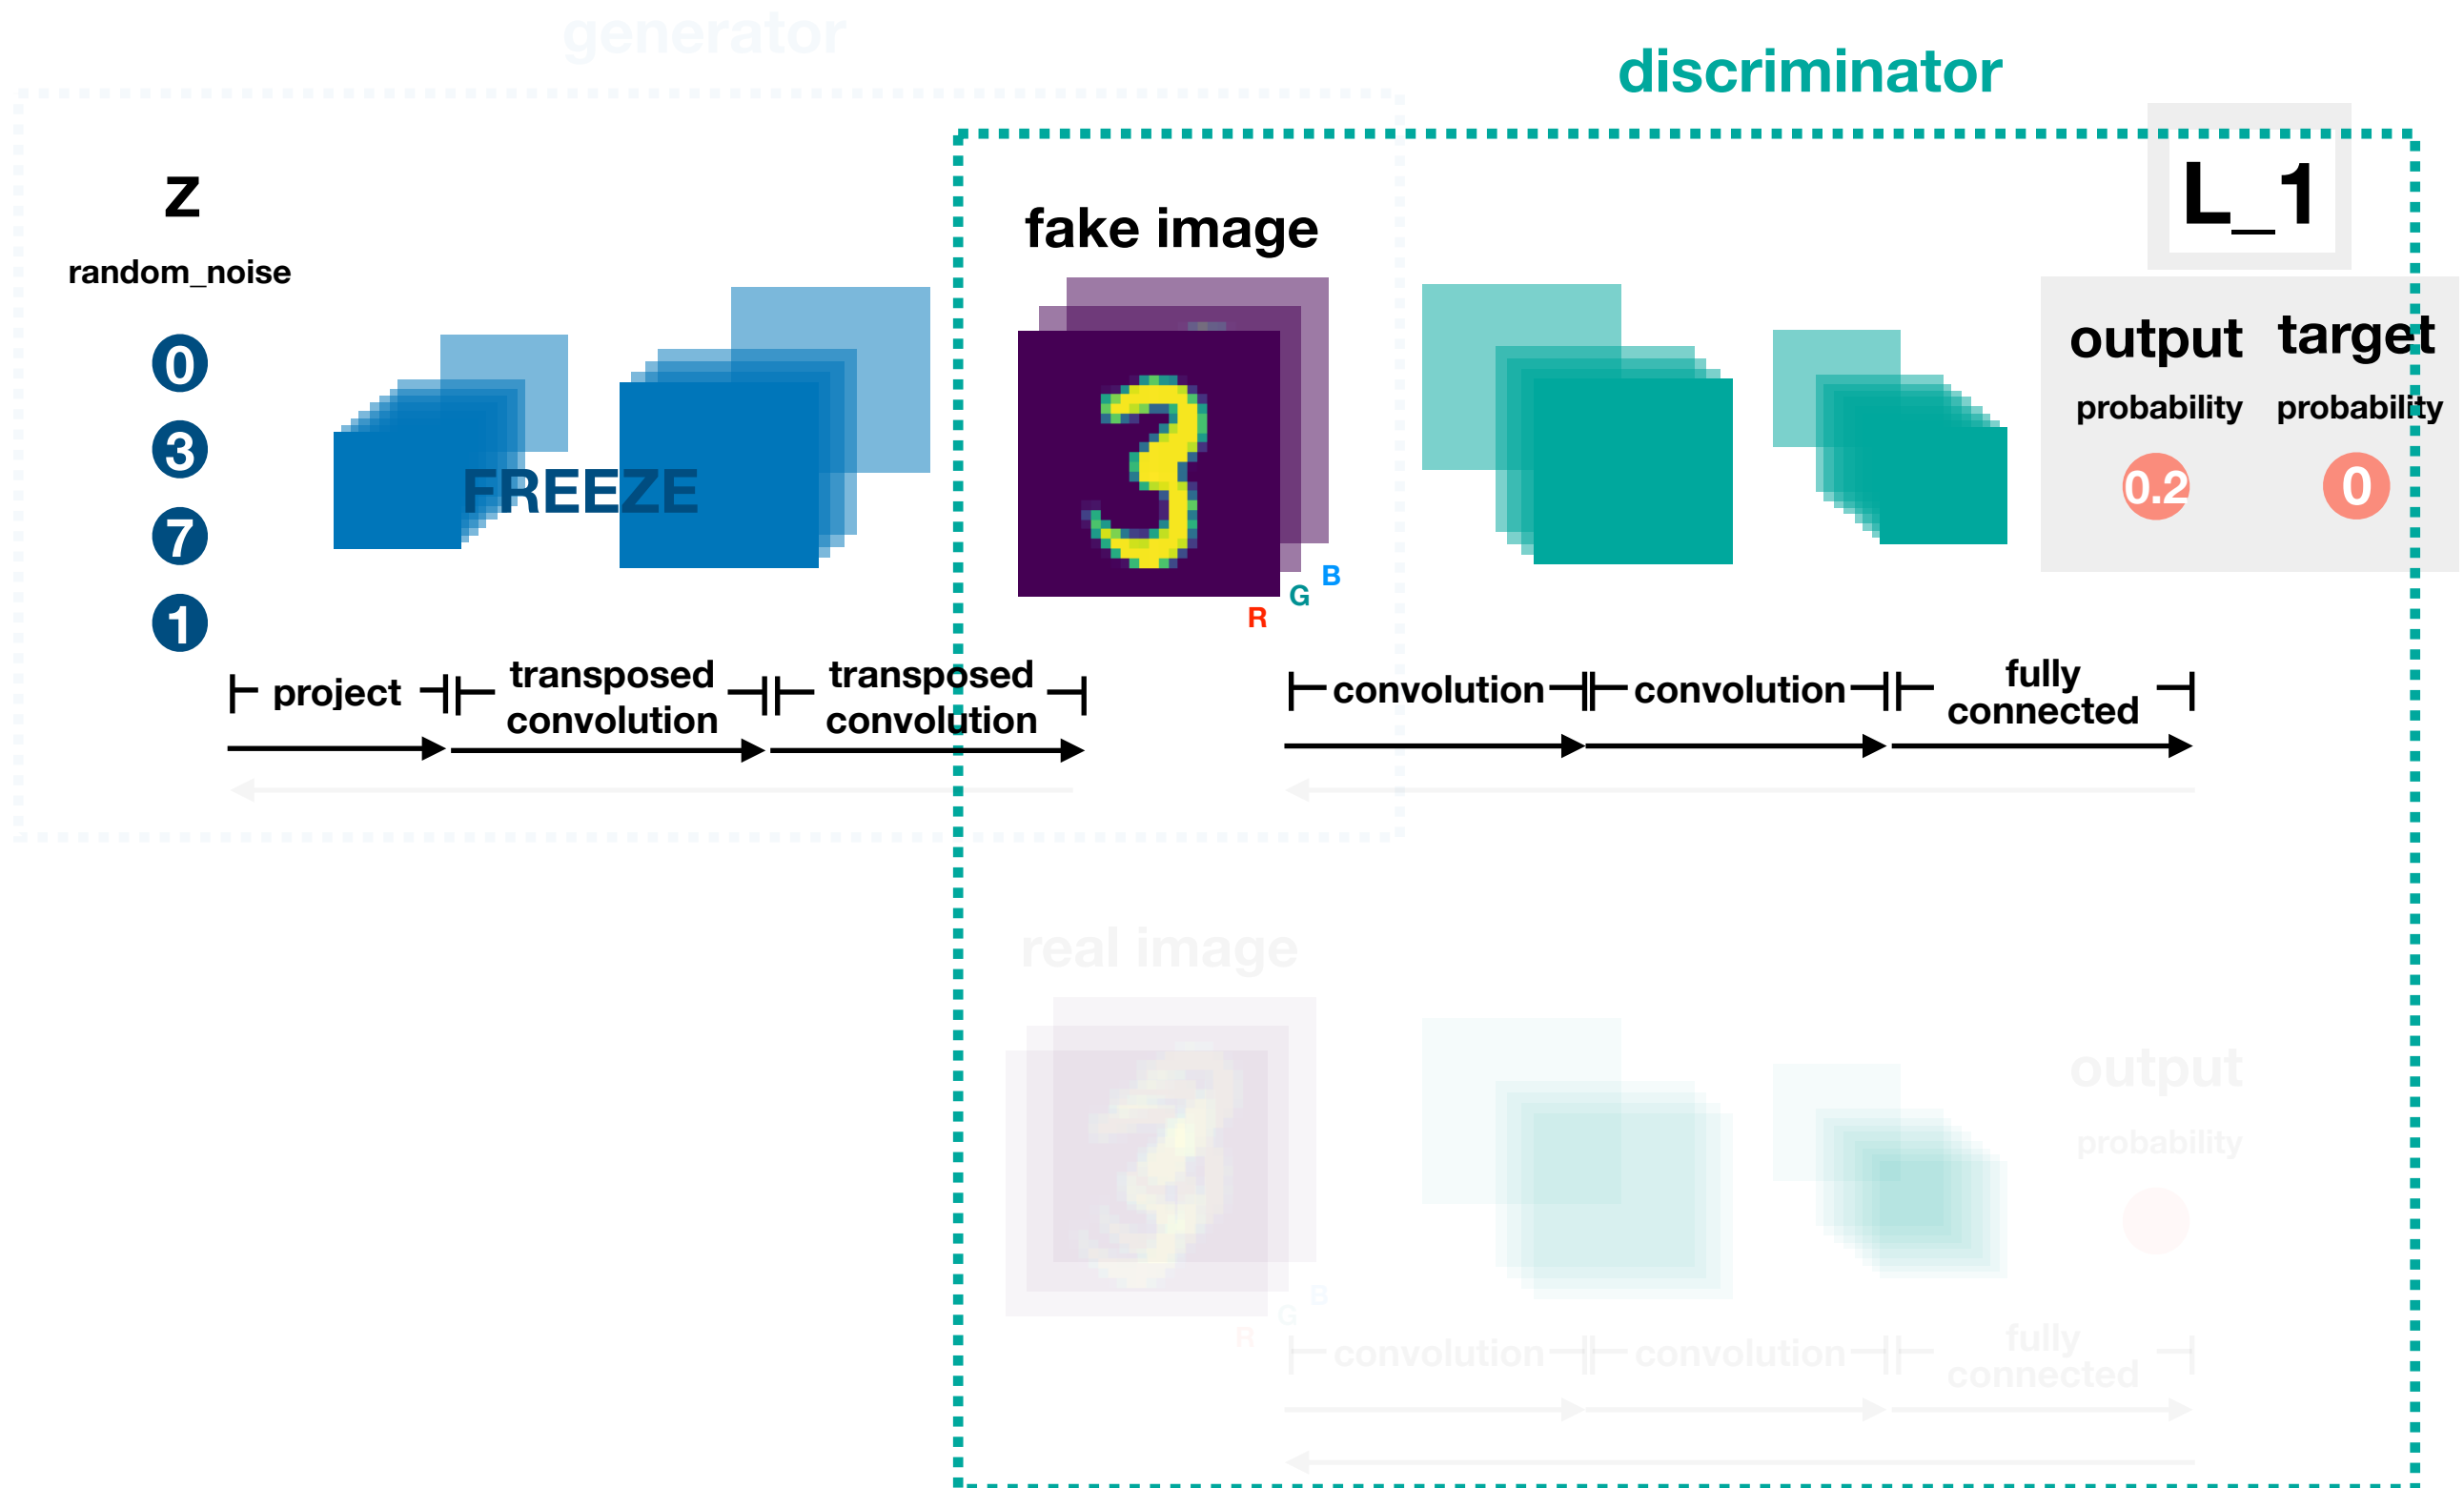 generator
discriminator
Z
random_noise
0
3
7
1
FREEZE
fake image
R
G
B
L_1
output
target
probability
probability
0.2
0
project
transposed
convolution
transposed
convolution
convolution
convolution
fully
connected
real image
R
G
B
output
probability
convolution
convolution
fully
connected